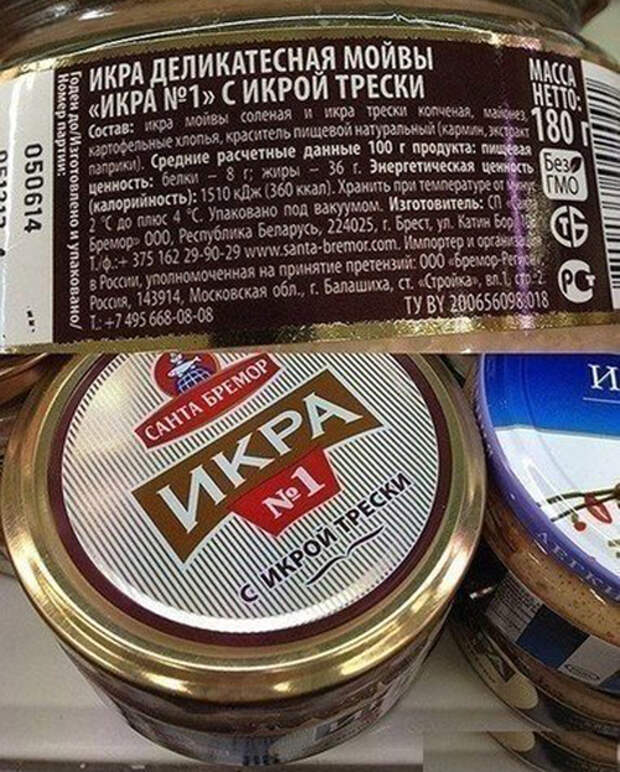 ИКРА ДЕЛИКАТЕСНАЯ МОЙВЫ
«ИКРА №1» С ИКРОЙ ТРЕСКИ
Состав: икра мойвы соленая и икра трески копченая, майонез,
картофельные хлопья, краситель пищевой натуральный (кармин, экстракт
паприки). Средние расчетные данные 100 г продукта: пищевая
ценность: белки – 8 г; жиры – 36 г. Энергетическая ценность
(калорийность): 1510 кДж (360 ккал). Хранить при температуре от минус
2 °С до плюс 4 °С. Упаковано под вакуумом. Изготовитель: СП «Санта
Бремор» ООО, Республика Беларусь, 224025, г. Брест, ул. Катин Бор,
Т./ф.:+ 375 162 29-90-29 www.santa-bremor.com. Импортер и
в России, уполномоченная на принятие претензий: ООО «Бремор-
Россия, 143914, Московская обл., г. Балашиха, ст. «Стройка», вл.1, стр.2.
Т.: +7 495 668-08-08
ТУ BY 200656098.018
МАССА
НЕТТО:
180 г
Без
ГМО
Годен до/Изготовлено и упаковано/
Номер партии:
050614
САНТА БРЕМОР
ИКРА
№1
С ИКРОЙ ТРЕСКИ
И
ЛЕГКИ